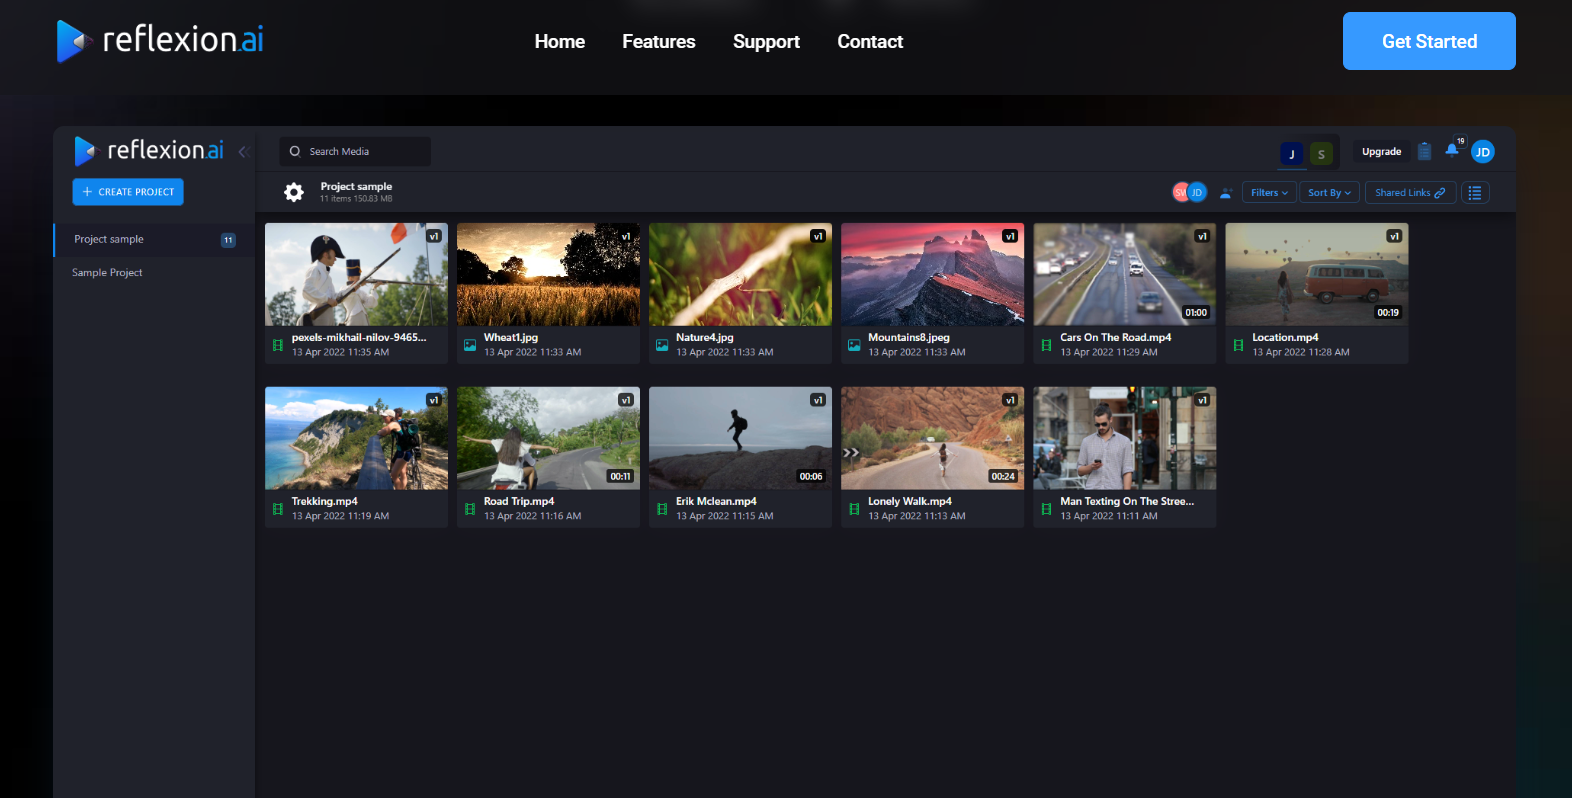 reflexion.ai
Home Features Support Contact
Get Started
reflexion.ai
Search Media
J S
Upgrade
19
JD
+ CREATE PROJECT
Project sample
11 items 150.83 MB
JD
Filters
Sort By
Shared Links
Project sample 11
Sample Project
v1 v1 v1 v1 v1 v1
01:00 00:19
pexels-mikhail-nilov-9465... Wheat1.jpg Nature4.jpg Mountains8.jpeg Cars On The Road.mp4 Location.mp4
13 Apr 2022 11:35 AM 13 Apr 2022 11:33 AM 13 Apr 2022 11:33 AM 13 Apr 2022 11:33 AM 13 Apr 2022 11:29 AM 13 Apr 2022 11:28 AM
v1 v1 v1 v1 v1
00:11 00:06 00:24
Trekking.mp4 Road Trip.mp4 Erik Mclean.mp4 Lonely Walk.mp4 Man Texting On The Stree...
13 Apr 2022 11:19 AM 13 Apr 2022 11:16 AM 13 Apr 2022 11:15 AM 13 Apr 2022 11:13 AM 13 Apr 2022 11:11 AM